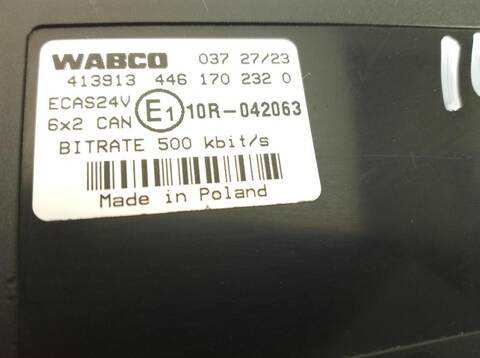 WABCO 037 27/23
413913 446 170 232 0
ECAS24V
6x2 CAN E1 10R-042063
BITRATE 500 kbit/s
Made in Poland